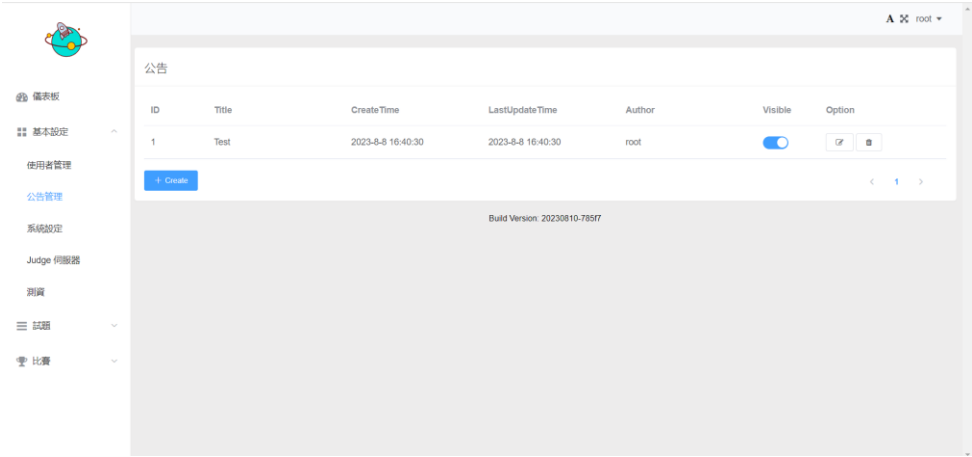 A root
儀表板
基本設定
使用者管理
公告管理
系統設定
Judge 伺服器
測資
試題
比賽
公告
ID Title CreateTime LastUpdateTime Author Visible Option
1 Test 2023-8-8 16:40:30 2023-8-8 16:40:30 root
+ Create
< 1 >
Build Version: 20230810-785f7